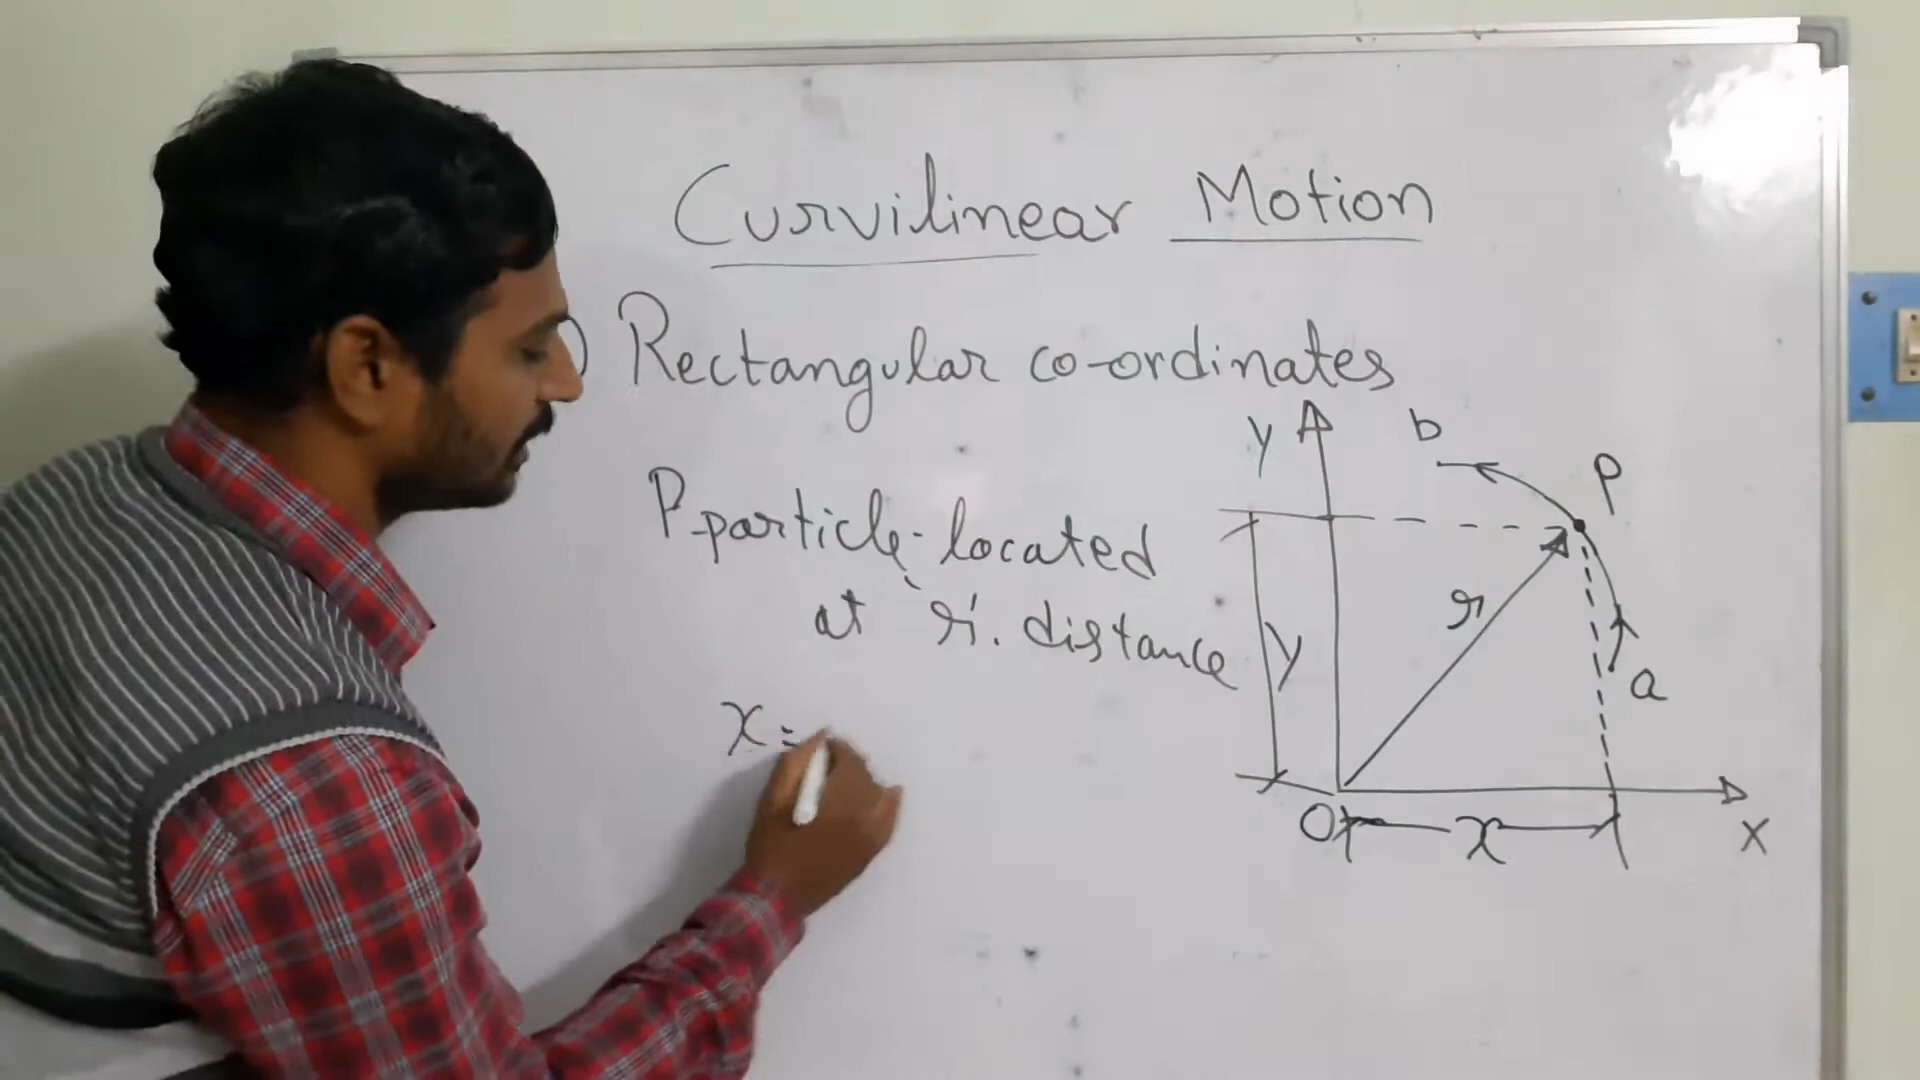 Curvilinear Motion
) Rectangular co-ordinates
P-particle-located
at 'r'. distance
x=
y
b
P
r
y
a
O
x
X